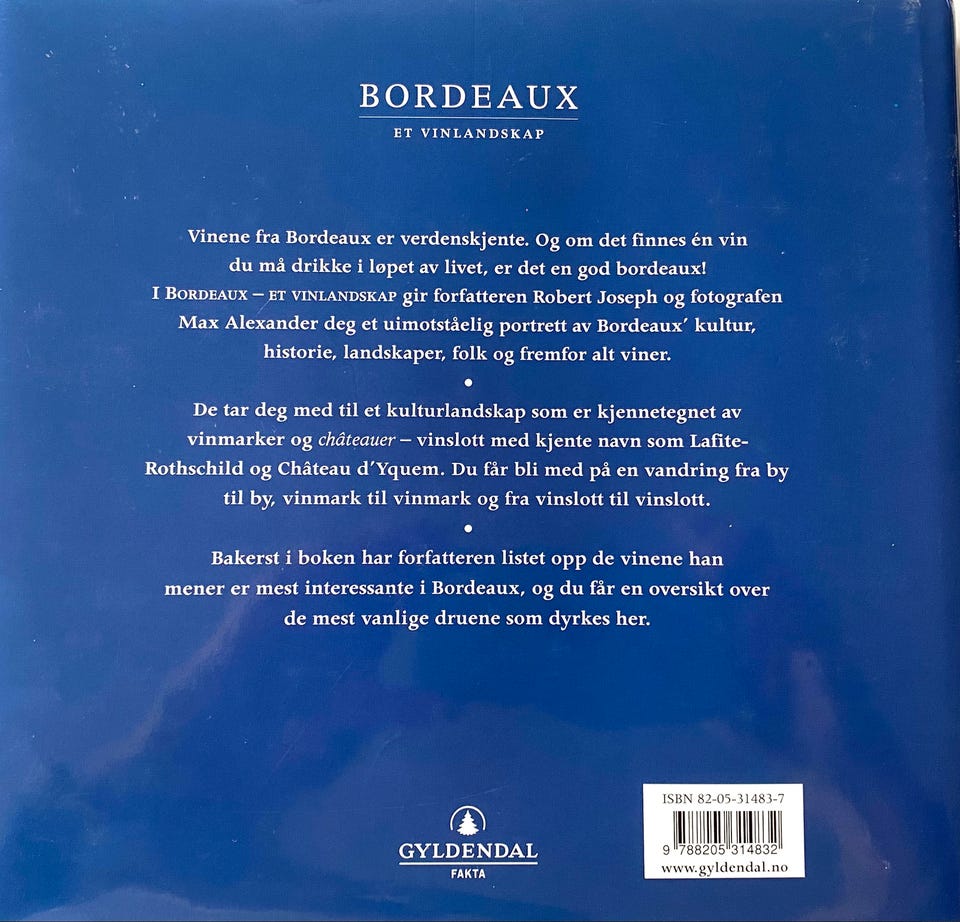 BORDEAUX
ET VINLANDSKAP
Vinene fra Bordeaux er verdenskjente. Og om det finnes én vin
du må drikke i løpet av livet, er det en god bordeaux!
I BORDEAUX – ET VINLANDSKAP gir forfatteren Robert Joseph og fotografen
Max Alexander deg et uimotståelig portrett av Bordeaux’ kultur,
historie, landskaper, folk og fremfor alt viner.
•
De tar deg med til et kulturlandskap som er kjennetegnet av
vinmarker og châteauer – vinslott med kjente navn som Lafite-
Rothschild og Château d’Yquem. Du får bli med på en vandring fra by
til by, vinmark til vinmark og fra vinslott til vinslott.
•
Bakerst i boken har forfatteren listet opp de vinene han
mener er mest interessante i Bordeaux, og du får en oversikt over
de mest vanlige druene som dyrkes her.
GYLDENDAL
FAKTA
ISBN 82-05-31483-7
9 788205 314832
www.gyldendal.no